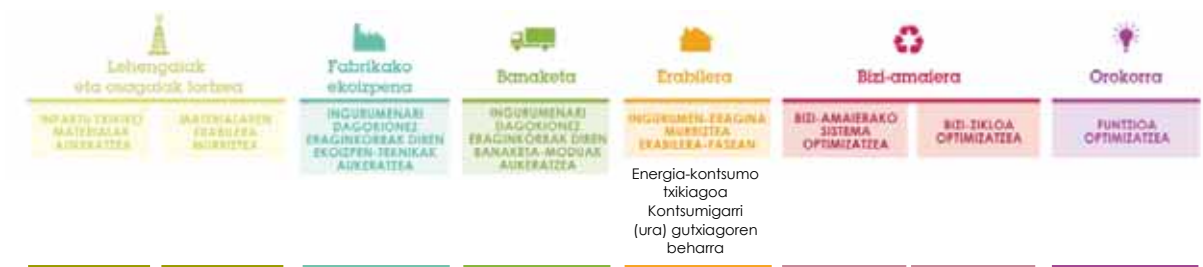 Lehengaiak
eta osagaiak lortzea
INPAKTU TXIKIKO
MATERIALAK
AUKERATZEA
MATERIALAREN
ERABILERA
MURRIZTEA
Fabrikako
ekoizpena
INGURUMENARI
DAGOKIONEZ
ERAGINKORRAK DIREN
EKOIZPEN-TEKNIKAK
AUKERATZEA
Banaketa
INGURUMENARI
DAGOKIONEZ
ERAGINKORRAK DIREN
BANAKETA-MODUAK
AUKERATZEA
Erabilera
INGURUMEN-ERAGINA
MURRIZTEA
ERABILERA-FASEAN
Energia-kontsumo
txikiagoa
Kontsumigarri
(ura) gutxiagoren
beharra
Bizi-amaiera
BIZI-AMAIERAKO
SISTEMA
OPTIMIZATZEA
BIZI-ZIKLOA
OPTIMIZATZEA
Orokorra
FUNTZIOA
OPTIMIZATZEA